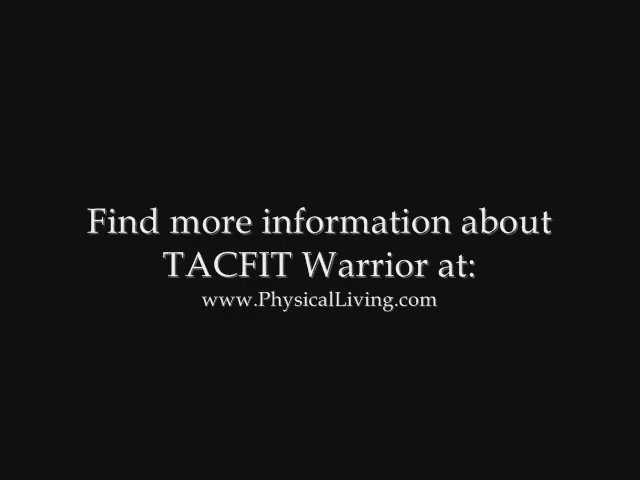 Find more information about
TACFIT Warrior at:
www.PhysicalLiving.com